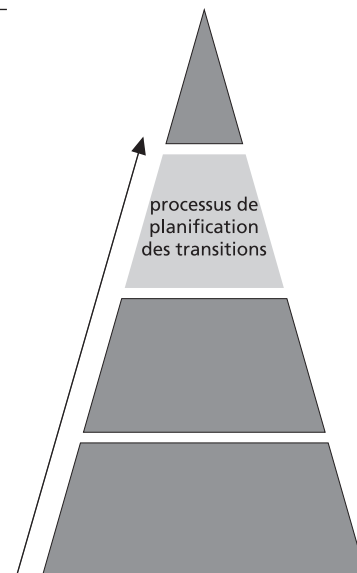 processus de
planification
des transitions